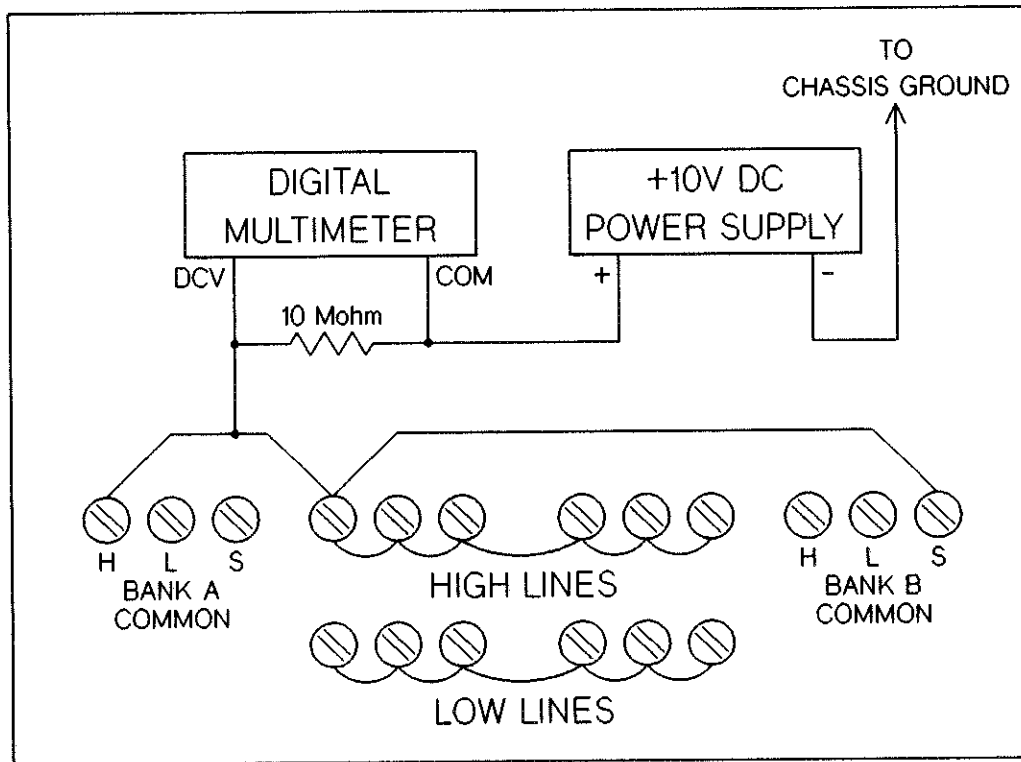 TO
CHASSIS GROUND
DIGITAL
MULTIMETER
+10V DC
POWER SUPPLY
DCV
COM
+
-
10 Mohm
H L S
BANK A
COMMON
HIGH LINES
H L S
BANK B
COMMON
LOW LINES